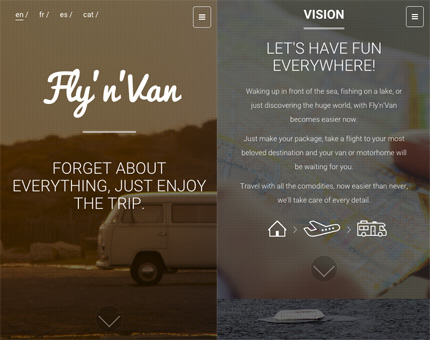 en / fr / es / cat /
Fly'n'Van
FORGET ABOUT
EVERYTHING, JUST ENJOY
THE TRIP.
VISION
LET'S HAVE FUN
EVERYWHERE!
Waking up in front of the sea, fishing on a lake, or
just discovering the huge world, with Fly'n'Van
becomes easier now.
Just make your package, take a flight to your most
beloved destination and your van or motorhome will
be waiting for you.
Travel with all the comodities, now easier than never,
we'll take care of every detail.